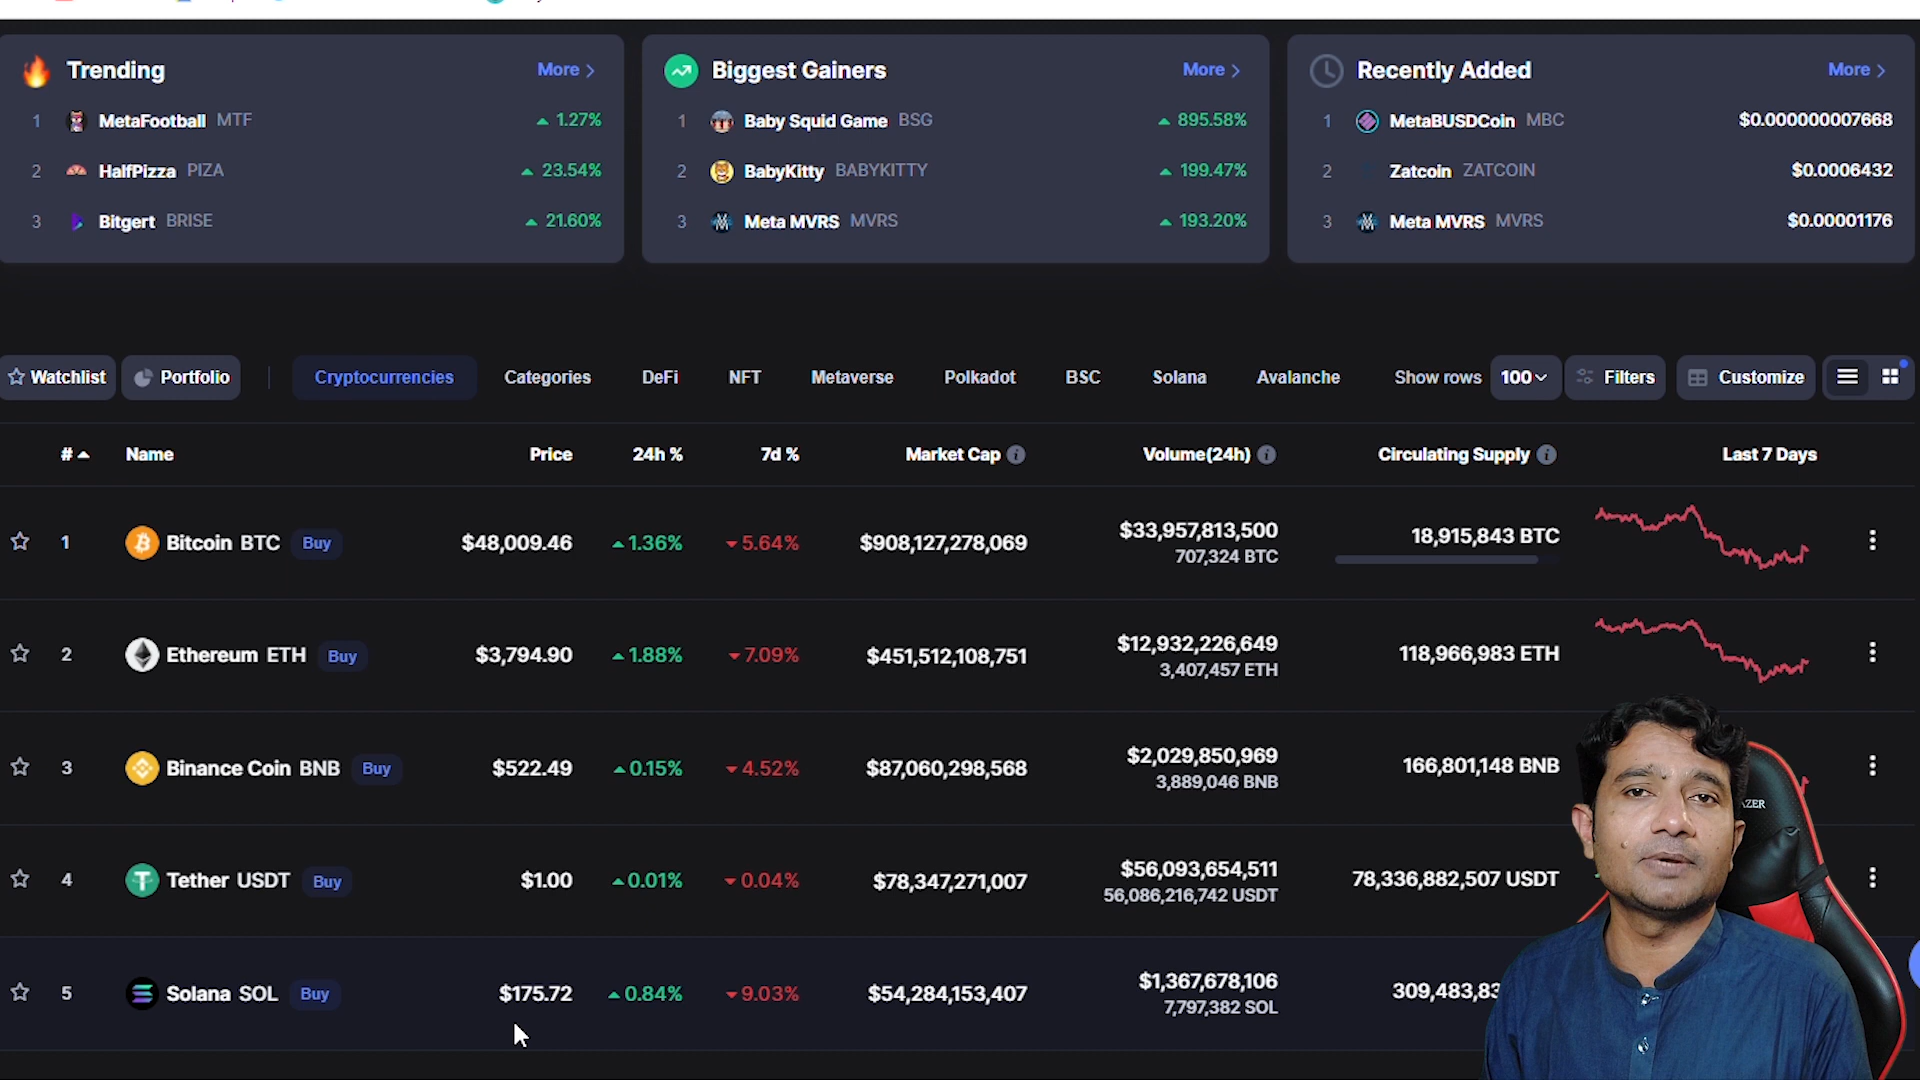 Trending
More
1 MetaFootball MTF 1.27%
2 HalfPizza PIZA 23.54%
3 Bitgert BRISE 21.60%
Biggest Gainers
More
1 Baby Squid Game BSG 895.58%
2 BabyKitty BABYKITTY 199.47%
3 Meta MVRS MVRS 193.20%
Recently Added
More
1 MetaBUSDCoin MBC $0.000000007668
2 Zatcoin ZATCOIN $0.0006432
3 Meta MVRS MVRS $0.00001176
Watchlist Portfolio Cryptocurrencies Categories DeFi NFT Metaverse Polkadot BSC Solana Avalanche Show rows 100 Filters Customize
# Name Price 24h % 7d % Market Cap Volume(24h) Circulating Supply Last 7 Days
1 Bitcoin BTC Buy $48,009.46 1.36% 5.64% $908,127,278,069 $33,957,813,500 18,915,843 BTC
707,324 BTC
2 Ethereum ETH Buy $3,794.90 1.88% 7.09% $451,512,108,751 $12,932,226,649 118,966,983 ETH
3,407,457 ETH
3 Binance Coin BNB Buy $522.49 0.15% 4.52% $87,060,298,568 $2,029,850,969 166,801,148 BNB
3,889,046 BNB
4 Tether USDT Buy $1.00 0.01% 0.04% $78,347,271,007 $56,093,654,511 78,336,882,507 USDT
56,086,216,742 USDT
5 Solana SOL Buy $175.72 0.84% 9.03% $54,284,153,407 $1,367,678,106 309,483,83
7,797,382 SOL
AZER